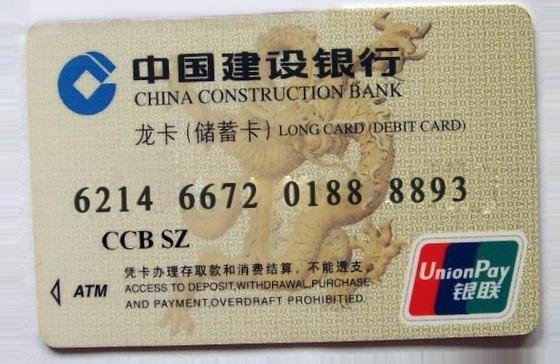 中国建设银行
CHINA CONSTRUCTION BANK
龙卡(储蓄卡) LONG CARD (DEBIT CARD)
6214 6672 0188 8893
CCB SZ
凭卡办理存取款和消费结算，不能透支。
ATM ACCESS TO DEPOSIT,WITHDRAWAL,PURCHASE
AND PAYMENT,OVERDRAFT PROHIBITIED.
UnionPay
银联